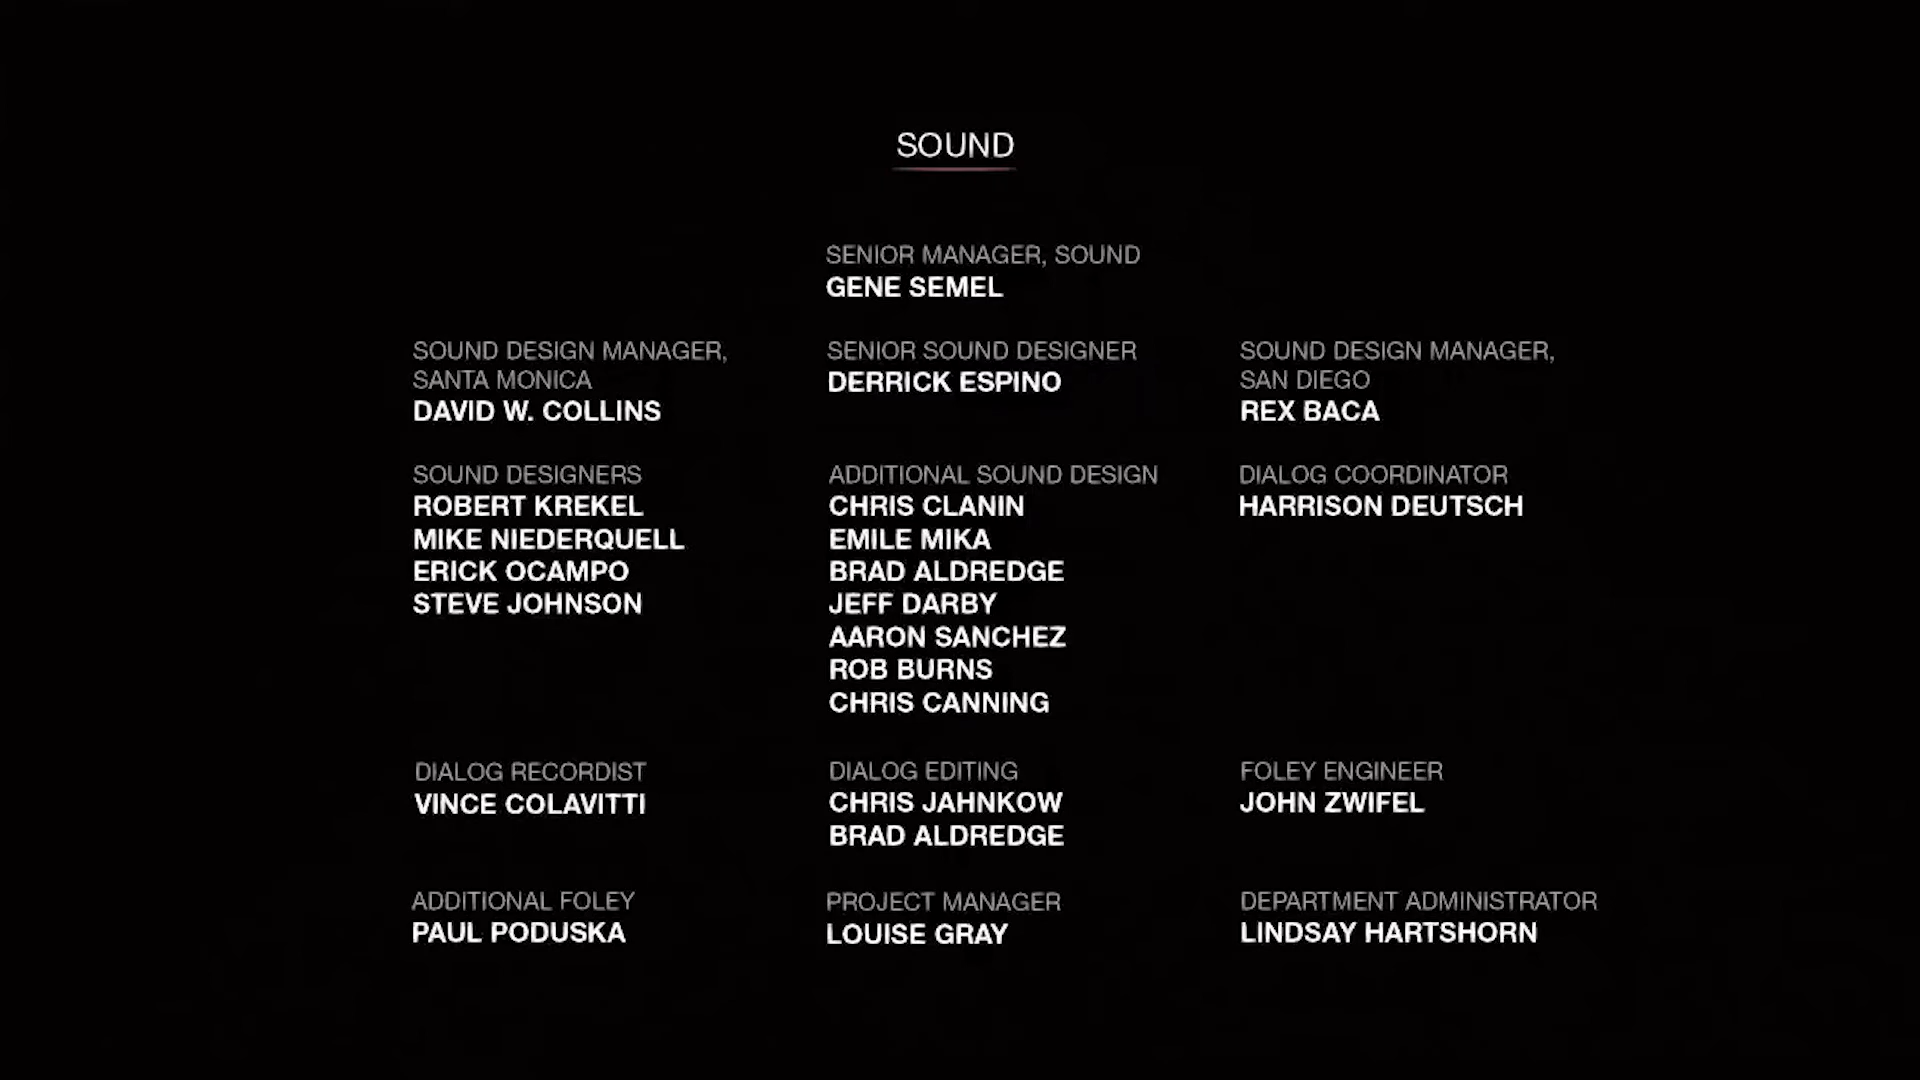 SOUND
SENIOR MANAGER, SOUND
GENE SEMEL
SOUND DESIGN MANAGER,
SANTA MONICA
DAVID W. COLLINS
SENIOR SOUND DESIGNER
DERRICK ESPINO
SOUND DESIGN MANAGER,
SAN DIEGO
REX BACA
SOUND DESIGNERS
ROBERT KREKEL
MIKE NIEDERQUELL
ERICK OCAMPO
STEVE JOHNSON
ADDITIONAL SOUND DESIGN
CHRIS CLANIN
EMILE MIKA
BRAD ALDREDGE
JEFF DARBY
AARON SANCHEZ
ROB BURNS
CHRIS CANNING
DIALOG COORDINATOR
HARRISON DEUTSCH
DIALOG RECORDIST
VINCE COLAVITTI
DIALOG EDITING
CHRIS JAHNKOW
BRAD ALDREDGE
FOLEY ENGINEER
JOHN ZWIFEL
ADDITIONAL FOLEY
PAUL PODUSKA
PROJECT MANAGER
LOUISE GRAY
DEPARTMENT ADMINISTRATOR
LINDSAY HARTSHORN